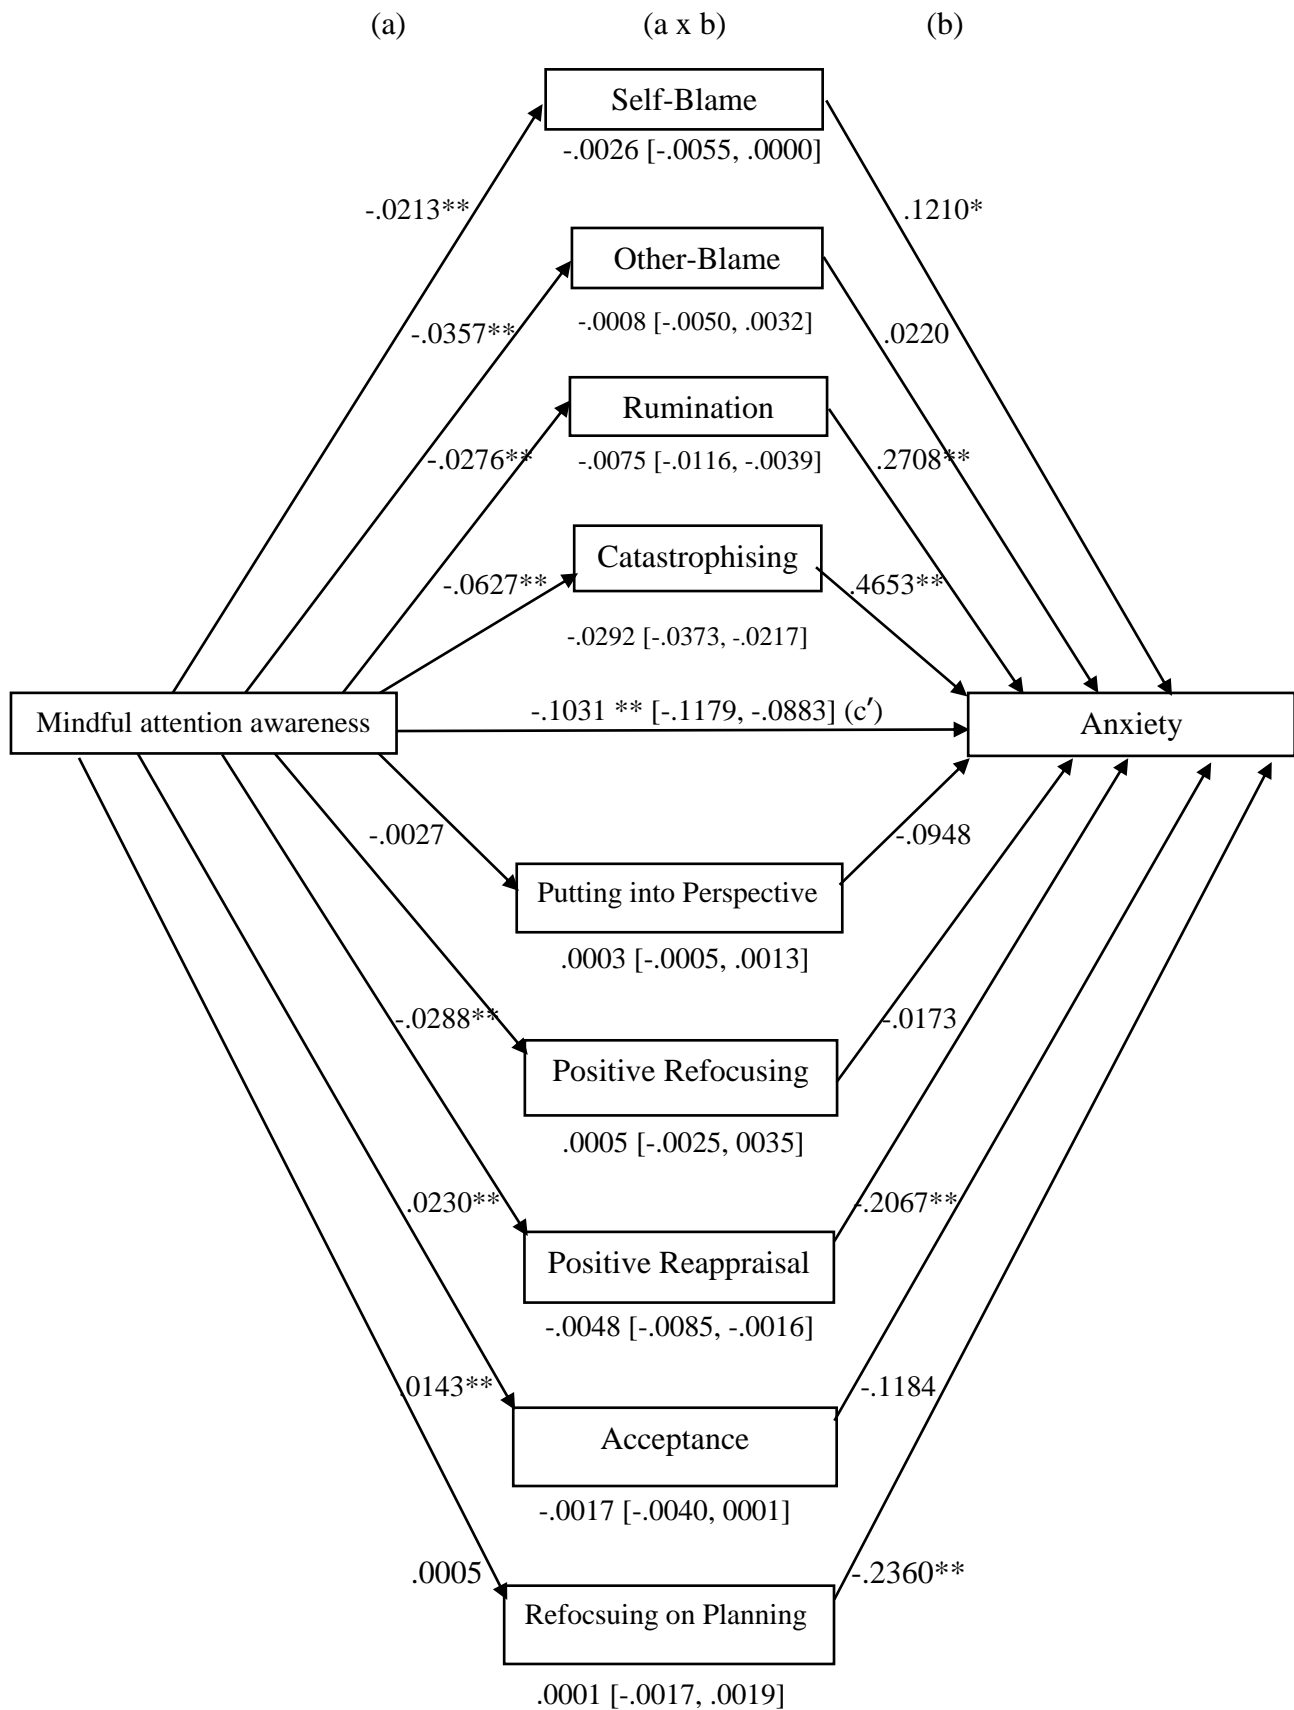 (a) (a x b) (b)
Self-Blame
-.0026 [-.0055, .0000]
-.0213** .1210*
Other-Blame
-.0008 [-.0050, .0032]
-.0357** .0220
Rumination
-.0075 [-.0116, -.0039]
-.0276** .2708**
Catastrophising
-.0627** .4653**
-.0292 [-.0373, -.0217]
-.1031 ** [-.1179, -.0883] (c′)
Mindful attention awareness Anxiety
-.0027 -.0948
Putting into Perspective
.0003 [-.0005, .0013]
-.0288** -.0173
Positive Refocusing
.0005 [-.0025, 0035]
.0230** -.2067**
Positive Reappraisal
-.0048 [-.0085, -.0016]
.0143** -.1184
Acceptance
-.0017 [-.0040, 0001]
.0005 -.2360**
Refocsuing on Planning
.0001 [-.0017, .0019]